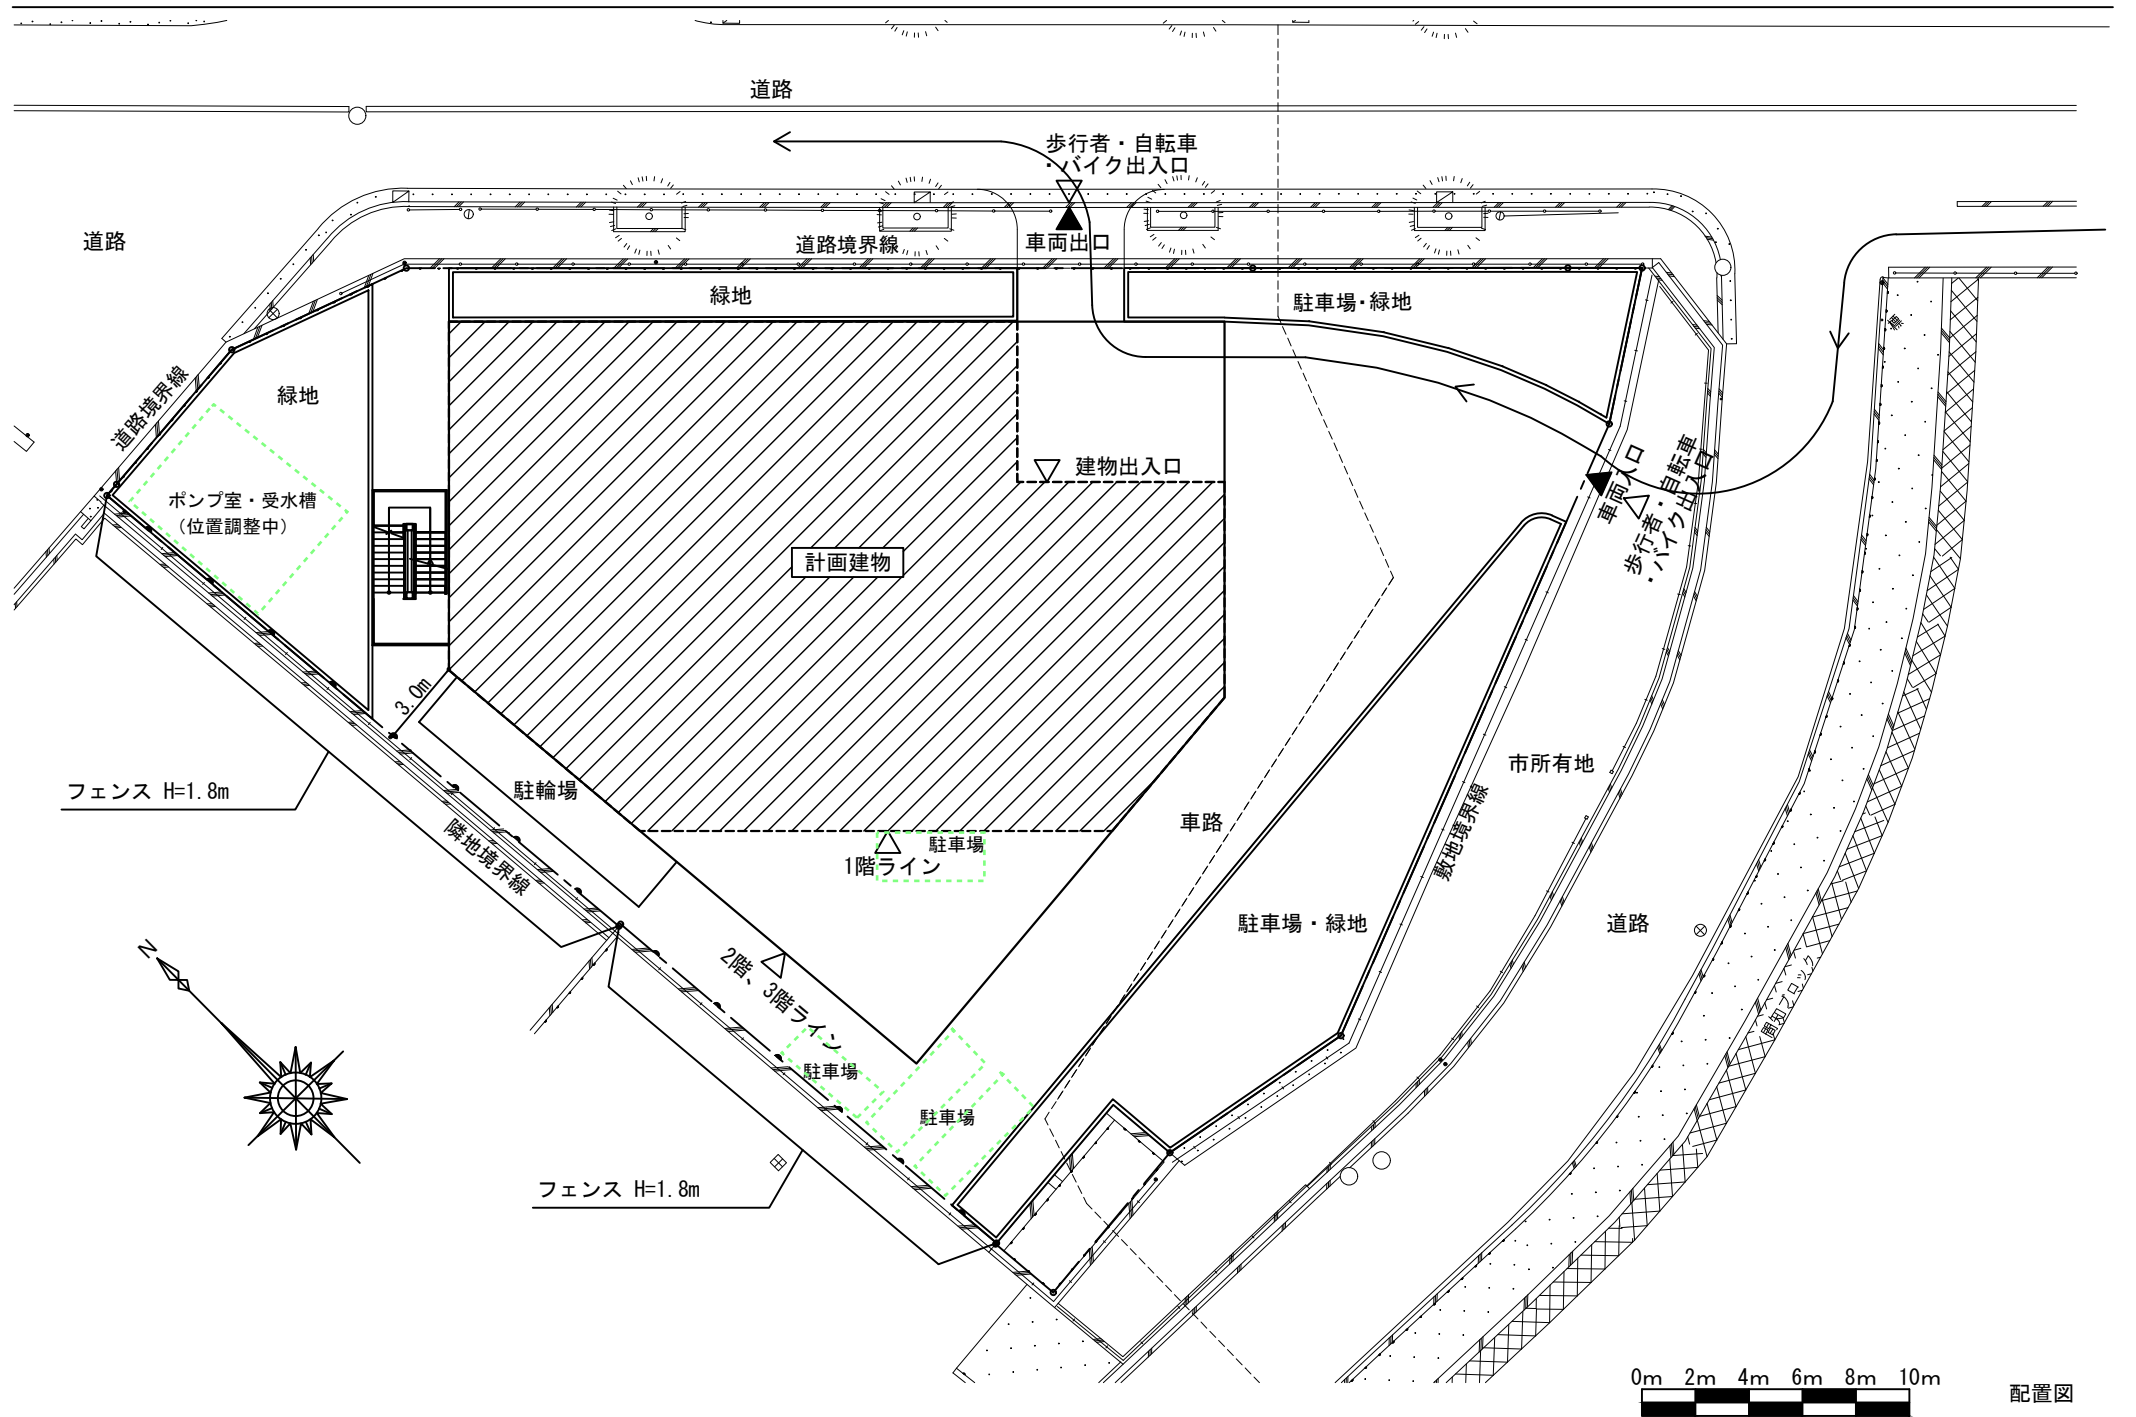 道路
歩行者・自転車
・バイク出入口
道路
道路境界線
車両出口
緑地
駐車場・緑地
道路境界線
緑地
建物出入口
車両入口
歩行者・自転車
・バイク出入口
ポンプ室・受水槽
（位置調整中）
計画建物
3.0m
市所有地
フェンス H=1.8m
駐輪場
車路
敷地境界線
隣地境界線
駐車場
1階ライン
駐車場・緑地
道路
N
2階、3階ライン
駐車場
駐車場
フェンス H=1.8m
0m 2m 4m 6m 8m 10m
配置図